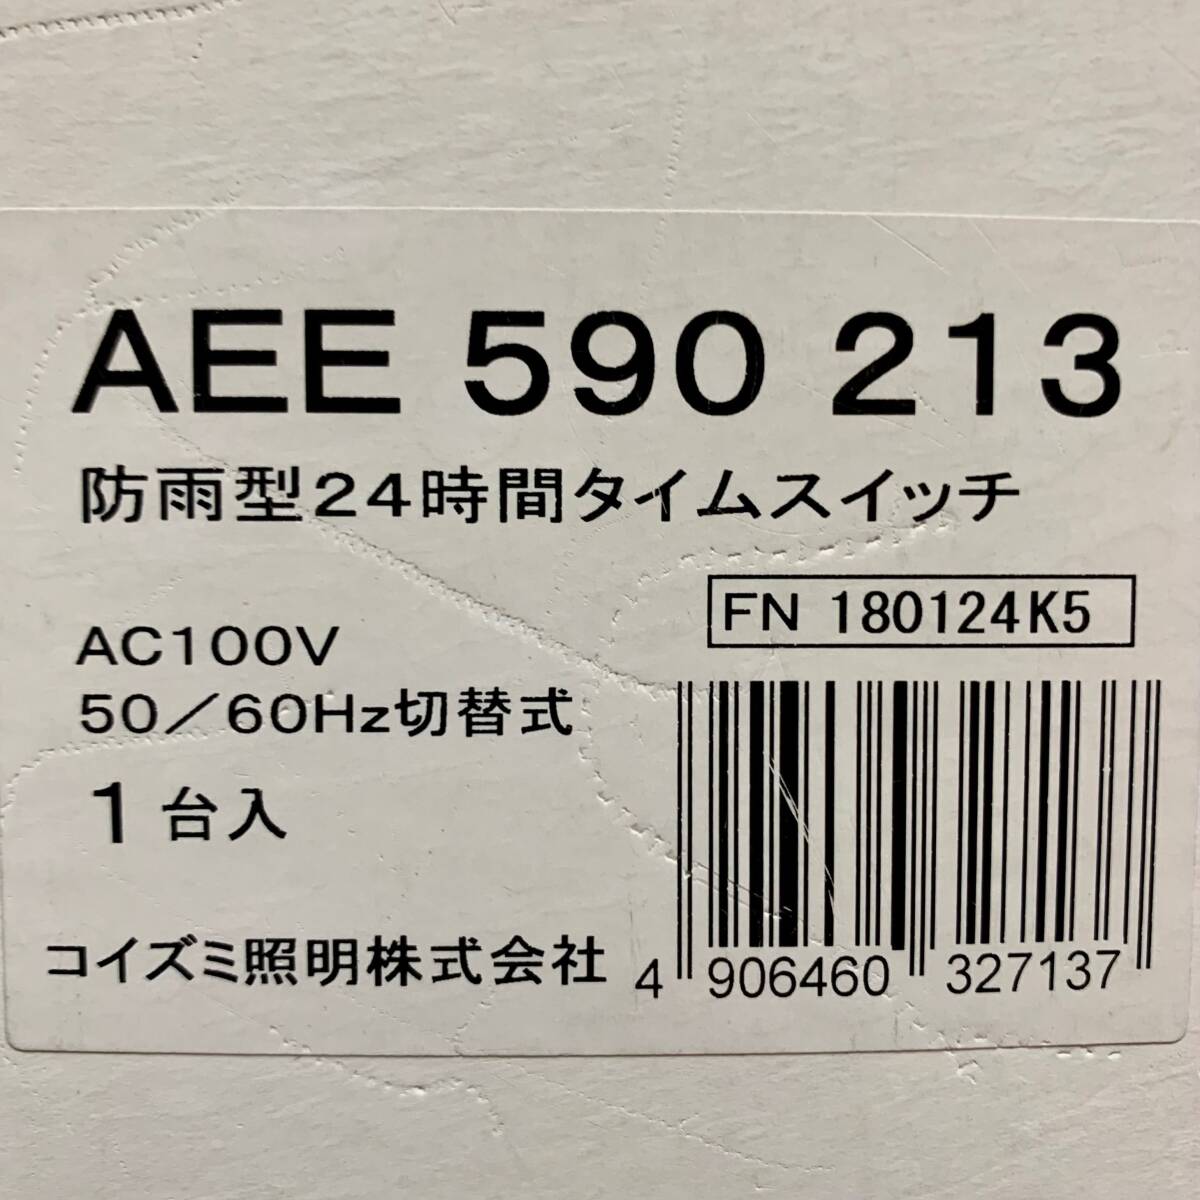 AEE 590 213
防雨型24時間タイムスイッチ
FN 180124K5
AC100V
50／60Hz切替式
1台入
コイズミ照明株式会社
4 906460 327137